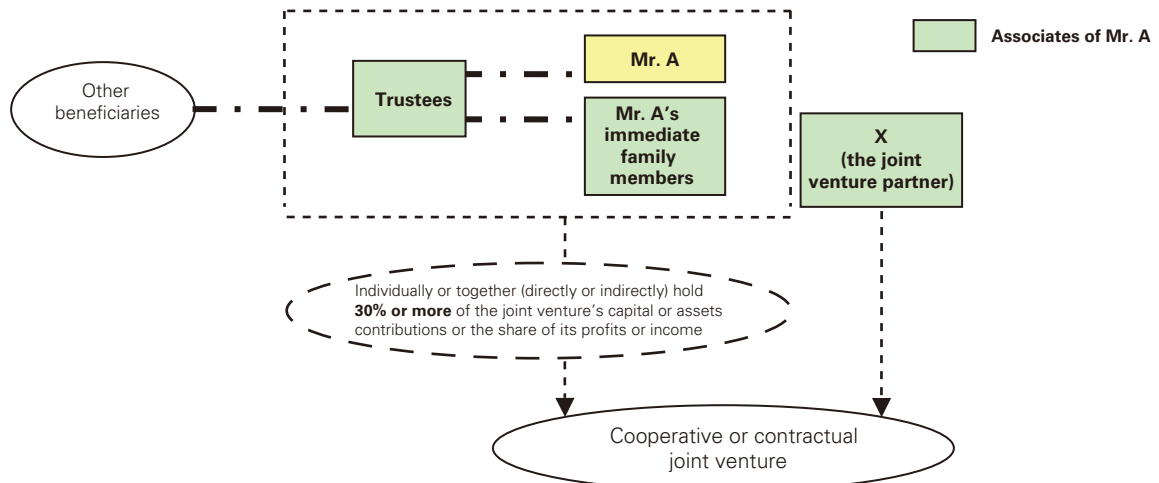 Other
beneficiaries
Trustees
Mr. A
Mr. A's
immediate
family
members
Associates of Mr. A
X
(the joint
venture partner)
Individually or together (directly or indirectly) hold
30% or more of the joint venture's capital or assets
contributions or the share of its profits or income
Cooperative or contractual
joint venture